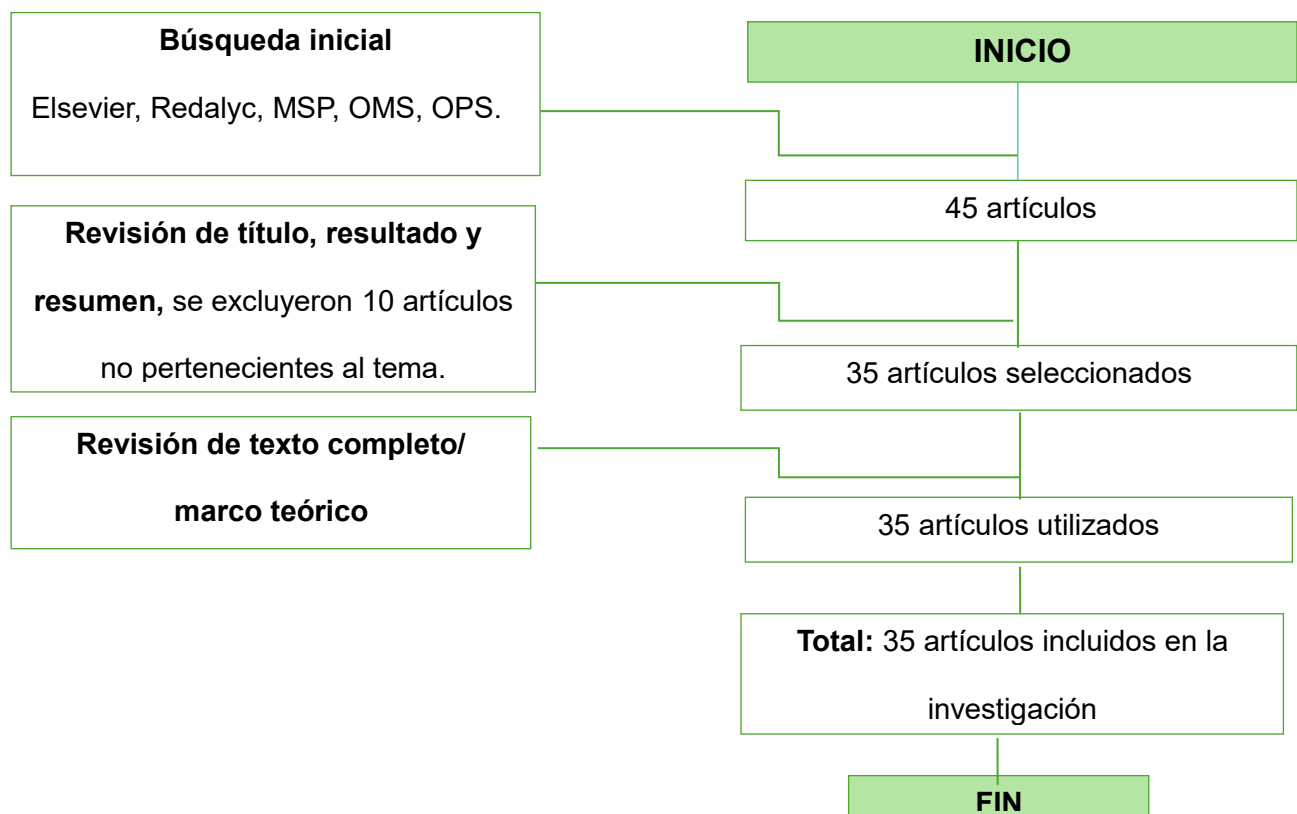 Búsqueda inicial
Elsevier, Redalyc, MSP, OMS, OPS.
INICIO
45 artículos
Revisión de título, resultado y
resumen, se excluyeron 10 artículos
no pertenecientes al tema.
35 artículos seleccionados
Revisión de texto completo/
marco teórico
35 artículos utilizados
Total: 35 artículos incluidos en la
investigación
FIN